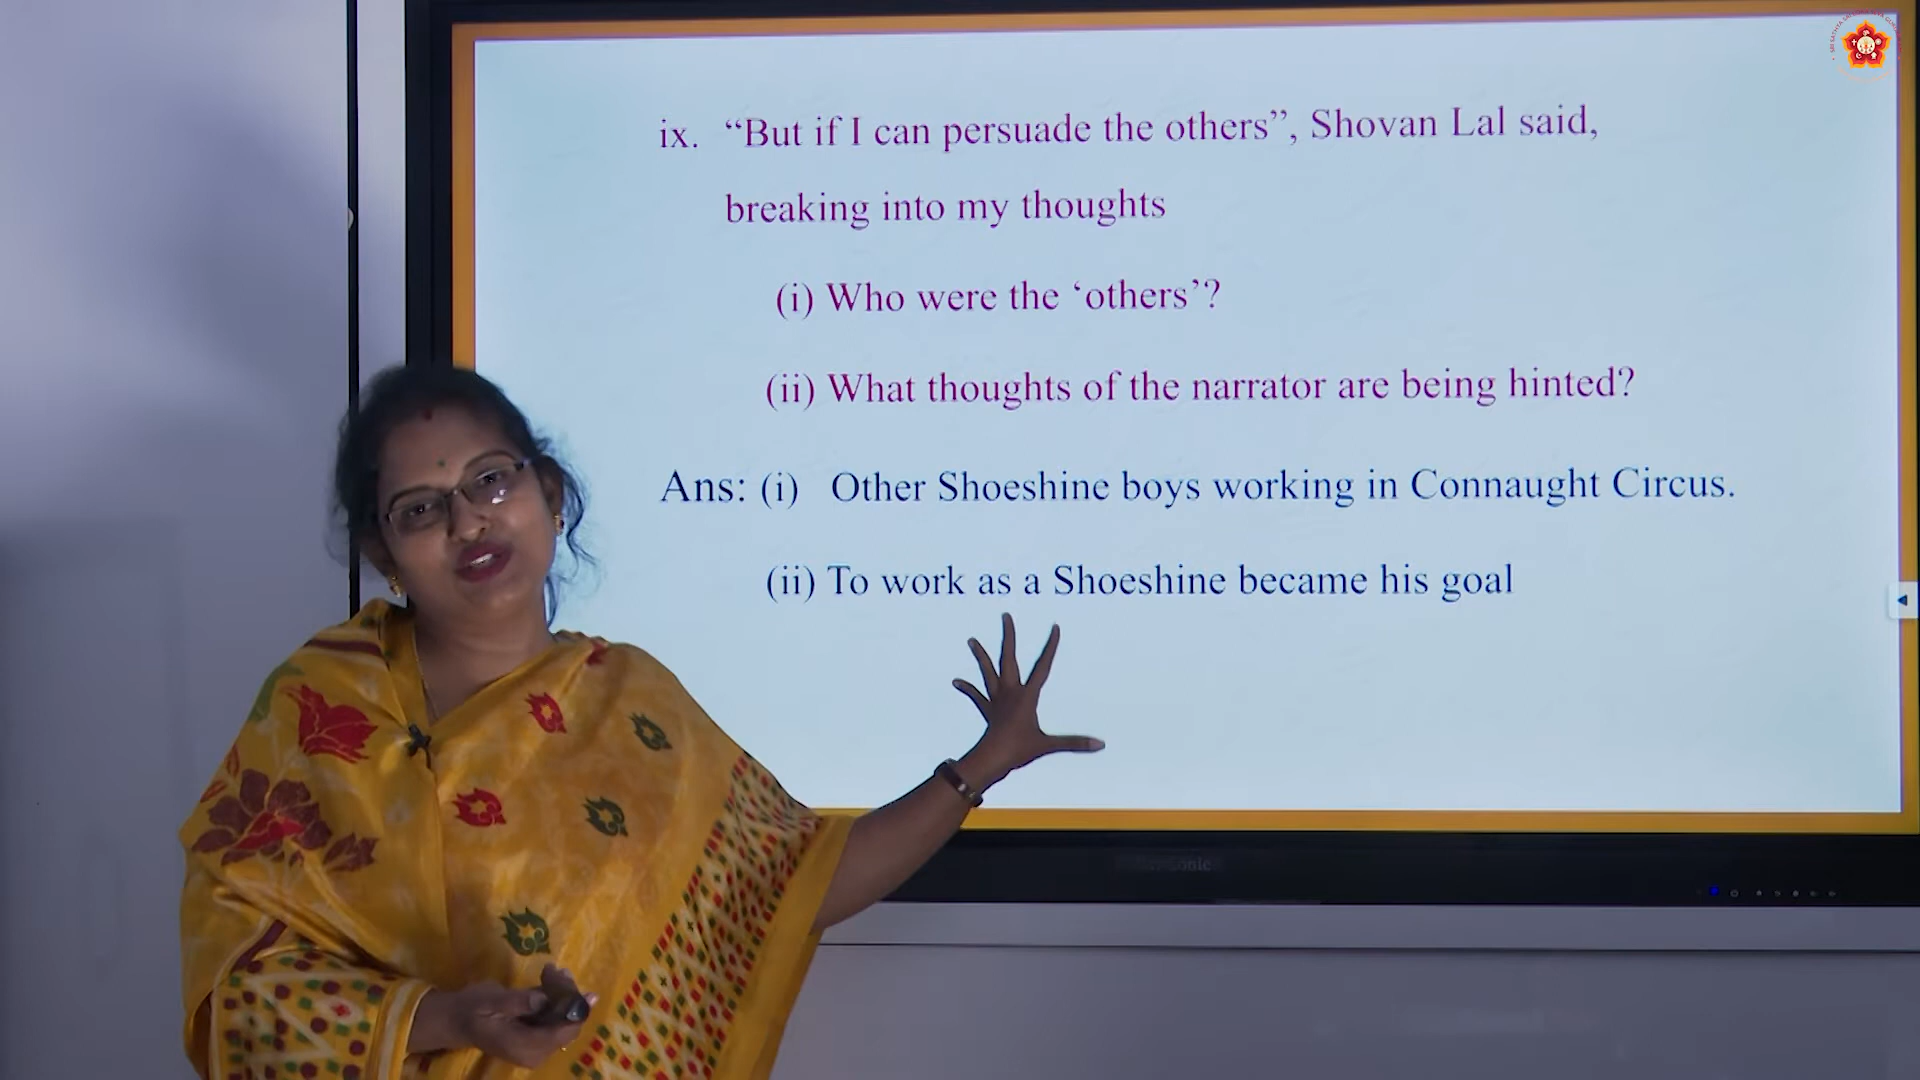 ix. “But if I can persuade the others”, Shovan Lal said,
breaking into my thoughts
(i) Who were the ‘others’?
(ii) What thoughts of the narrator are being hinted?
Ans: (i) Other Shoeshine boys working in Connaught Circus.
(ii) To work as a Shoeshine became his goal